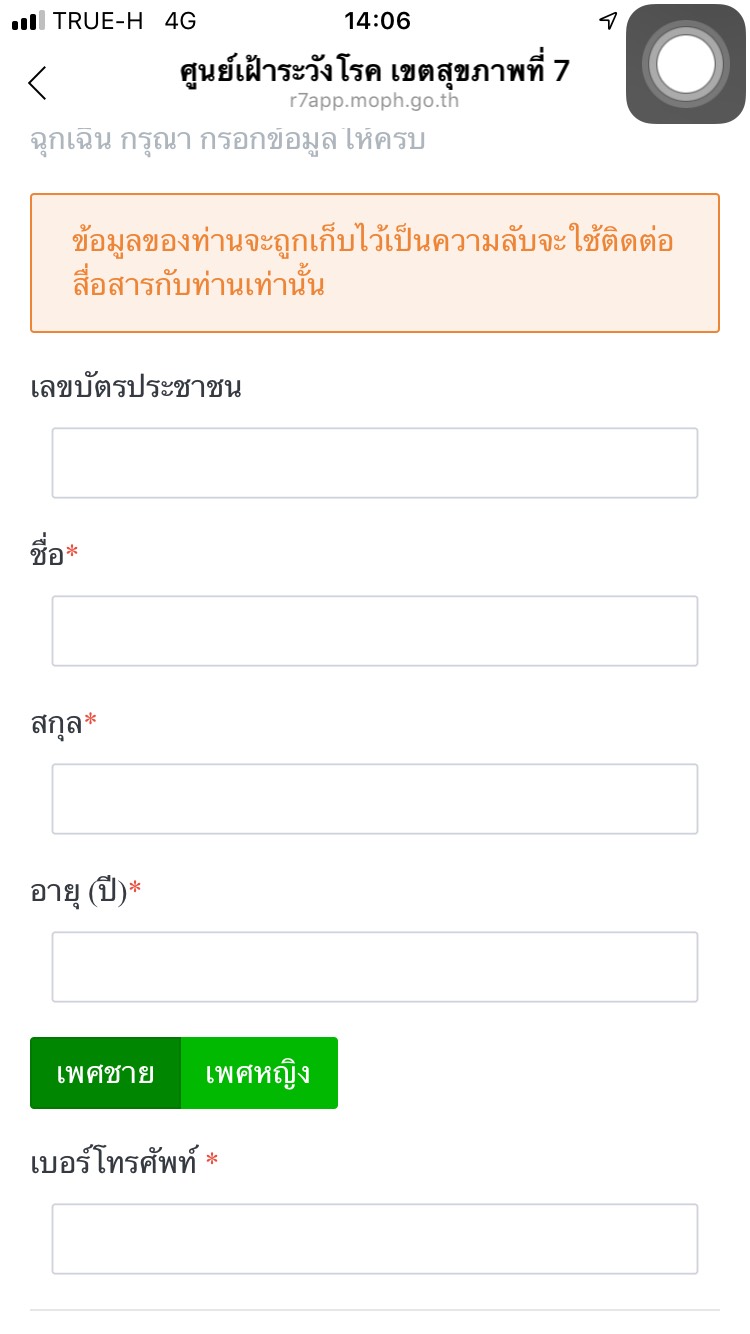 TRUE-H 4G 14:06
ศูนย์เฝ้าระวังโรค เขตสุขภาพที่ 7
r7app.moph.go.th
ฉุกเฉิน กรุณา กรอกข้อมูล ให้ครบ
ข้อมูลของท่านจะถูกเก็บไว้เป็นความลับจะใช้ติดต่อ
สื่อสารกับท่านเท่านั้น
เลขบัตรประชาชน
ชื่อ*
สกุล*
อายุ (ปี)*
เพศชาย เพศหญิง
เบอร์โทรศัพท์ *